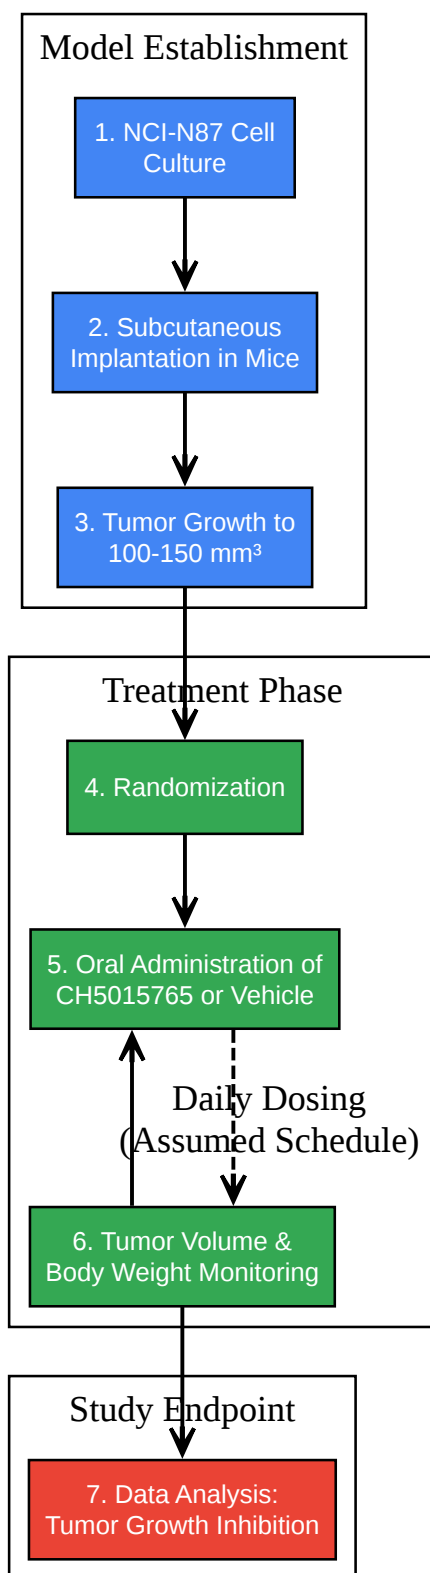 Model Establishment
1. NCI-N87 Cell
Culture
2. Subcutaneous
Implantation in Mice
3. Tumor Growth to
100-150 mm³
Treatment Phase
4. Randomization
5. Oral Administration of
CH5015765 or Vehicle
Daily Dosing
(Assumed Schedule)
6. Tumor Volume &
Body Weight Monitoring
Study Endpoint
7. Data Analysis:
Tumor Growth Inhibition